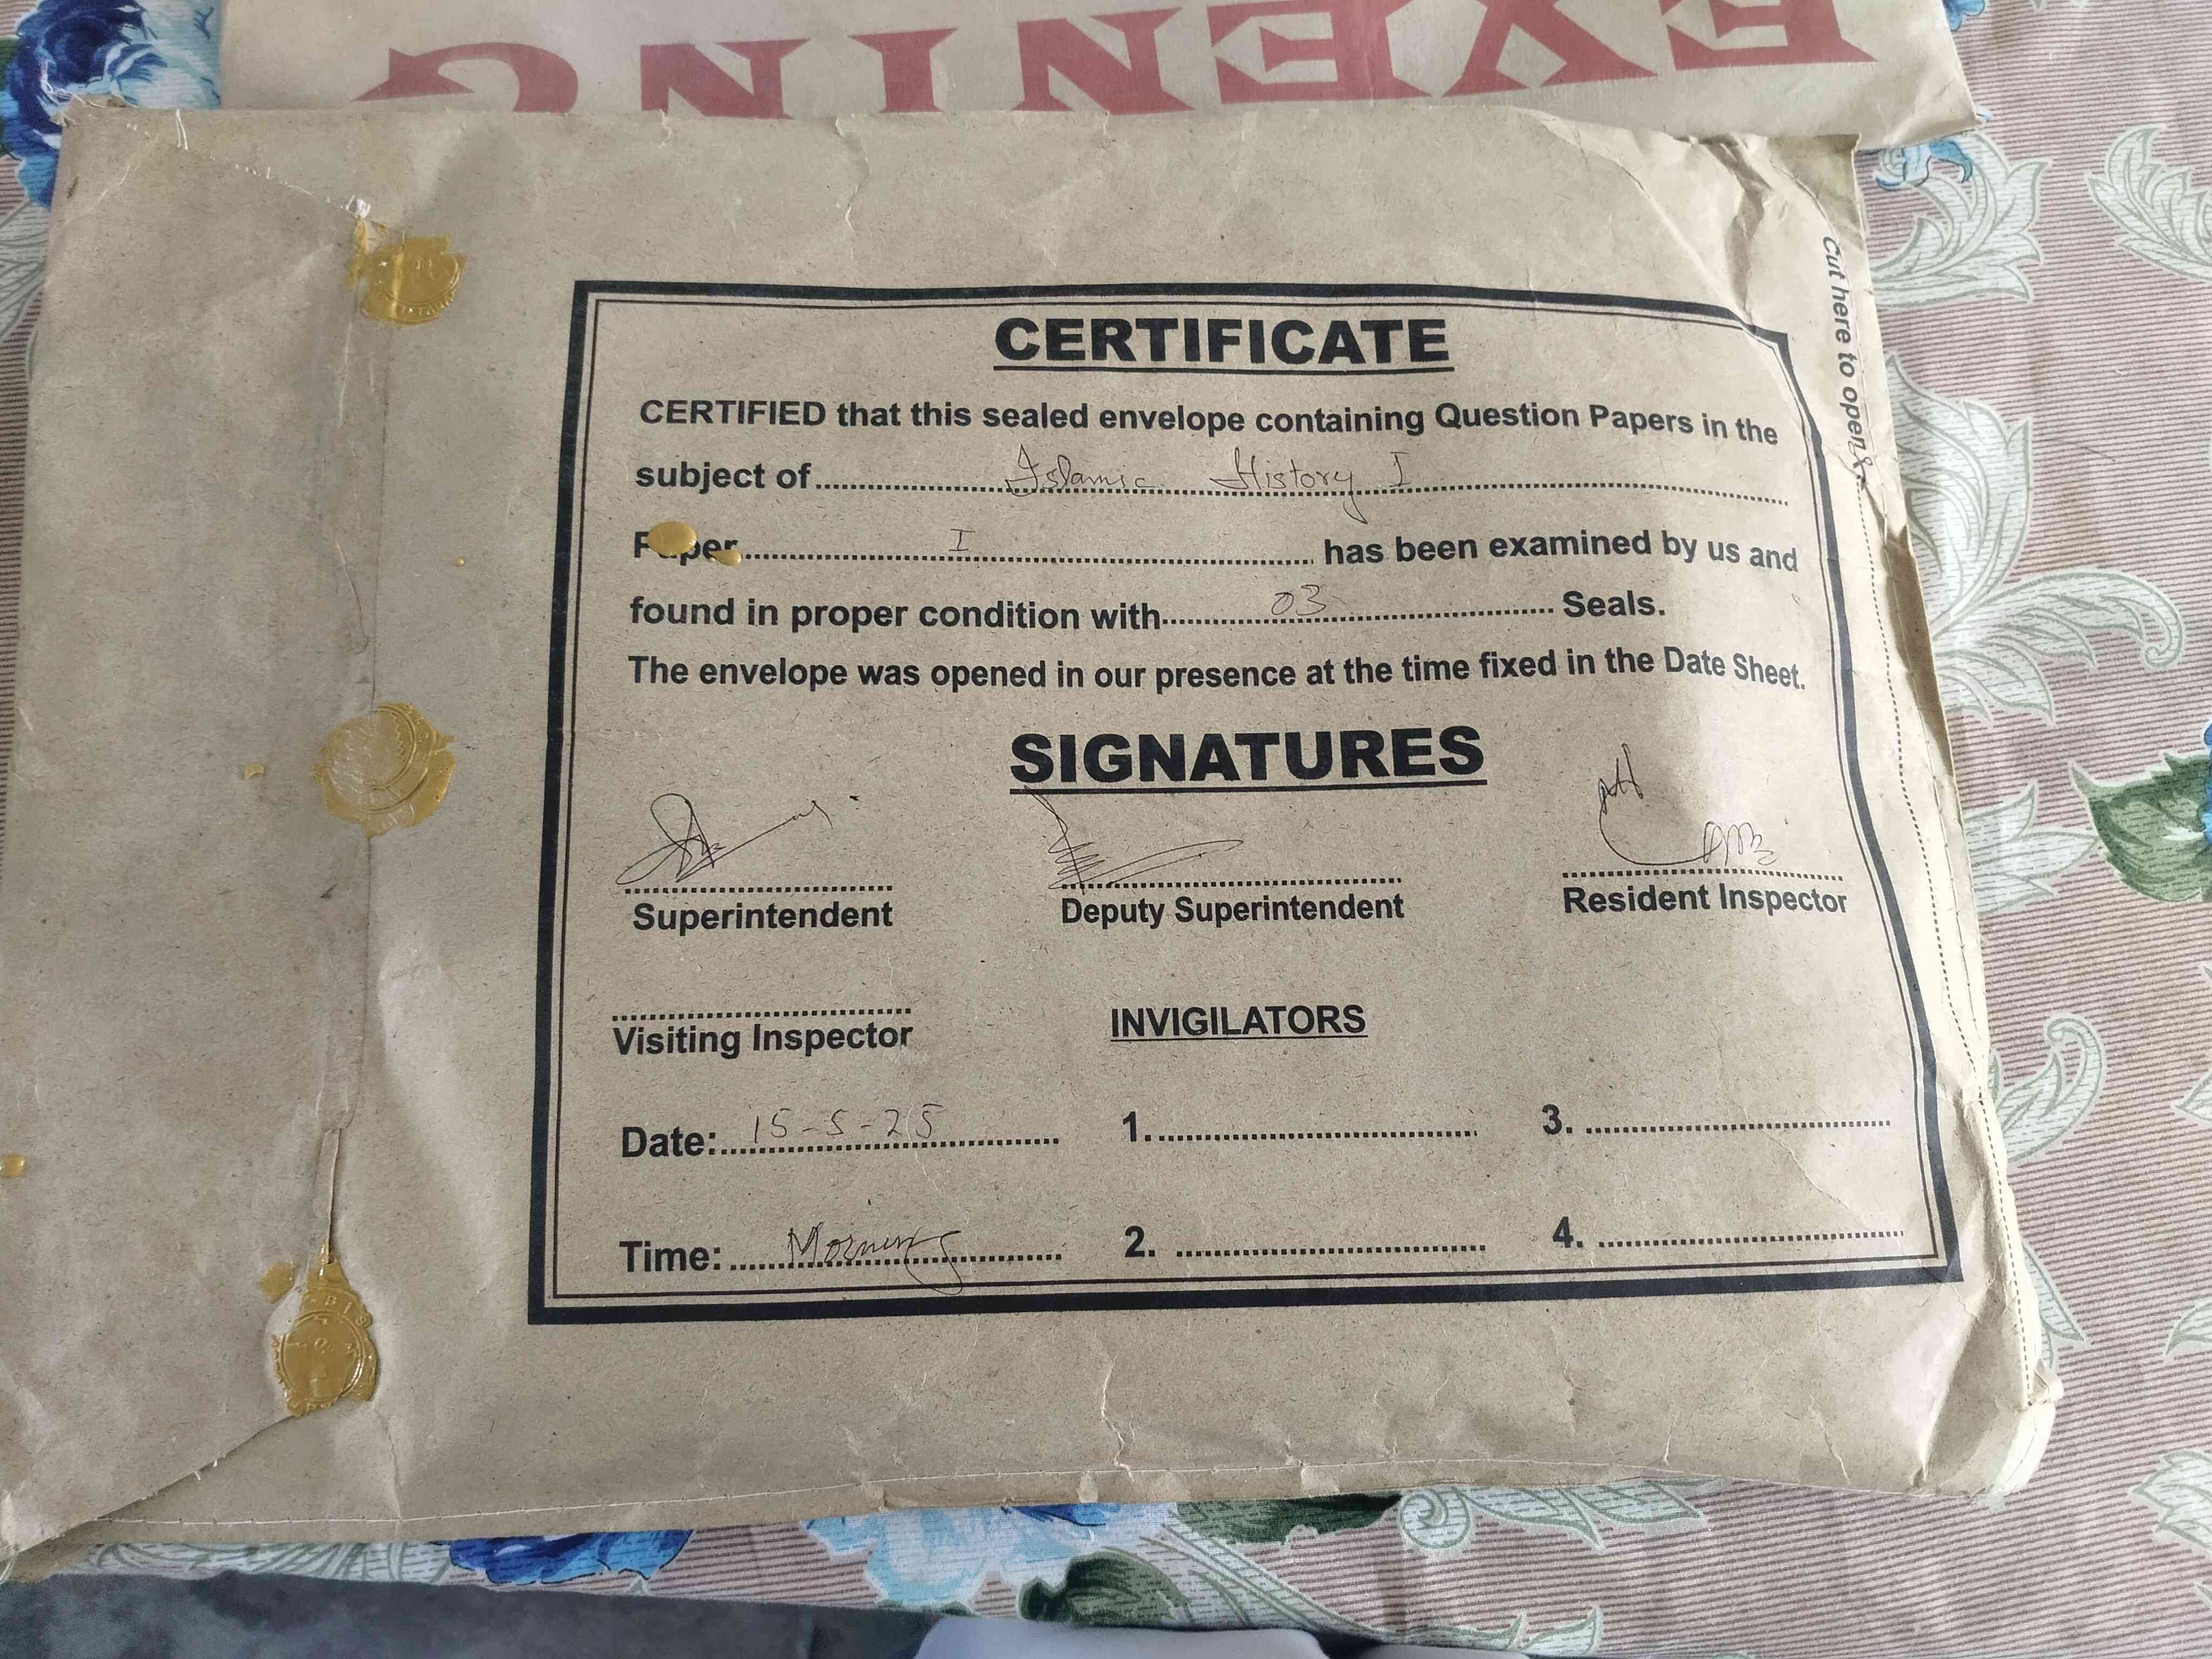 EVENING
Cut here to open
CERTIFICATE
CERTIFIED that this sealed envelope containing Question Papers in the
subject of Islamic History I
Paper I has been examined by us and
found in proper condition with 03 Seals.
The envelope was opened in our presence at the time fixed in the Date Sheet.
SIGNATURES
Superintendent Deputy Superintendent Resident Inspector
Visiting Inspector INVIGILATORS
Date: 15-5-25 1. 3.
Time: Morning 2. 4.